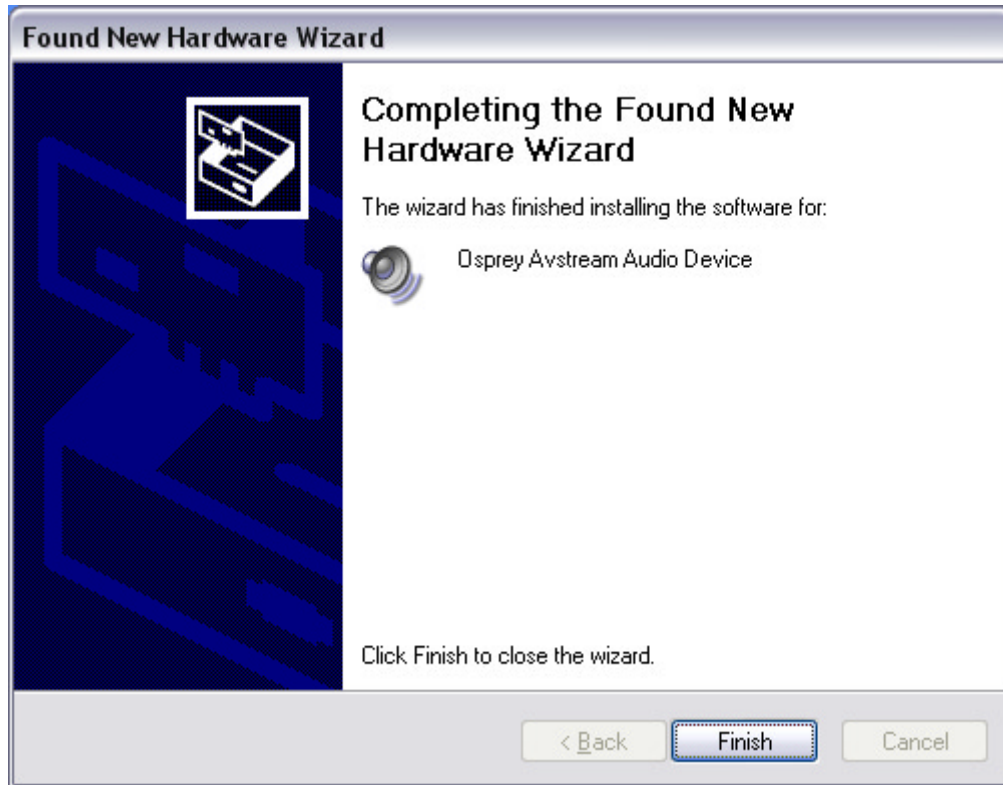 Found New Hardware Wizard
Completing the Found New
Hardware Wizard
The wizard has finished installing the software for:
Osprey Avstream Audio Device
Click Finish to close the wizard.
< Back
Finish
Cancel